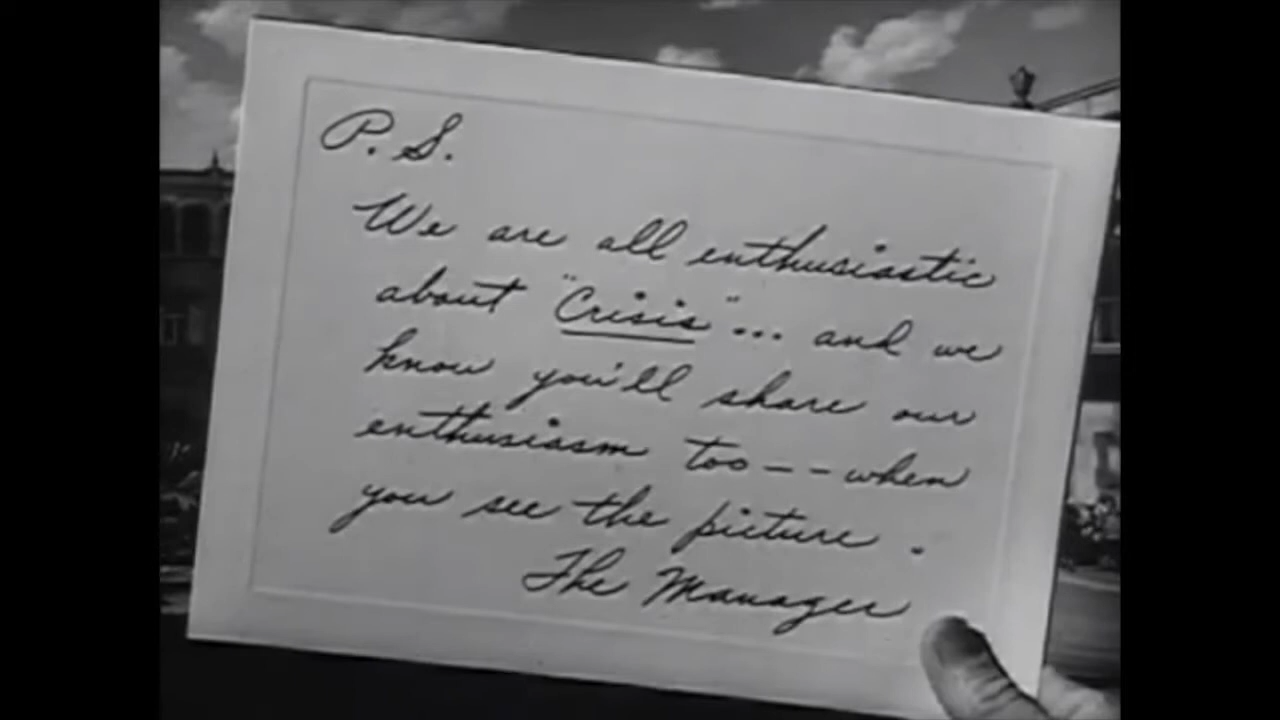 P.S.
We are all enthusiastic
about "Crisis"... and we
know you'll share our
enthusiasm too -- when
you see the picture.
The Manager